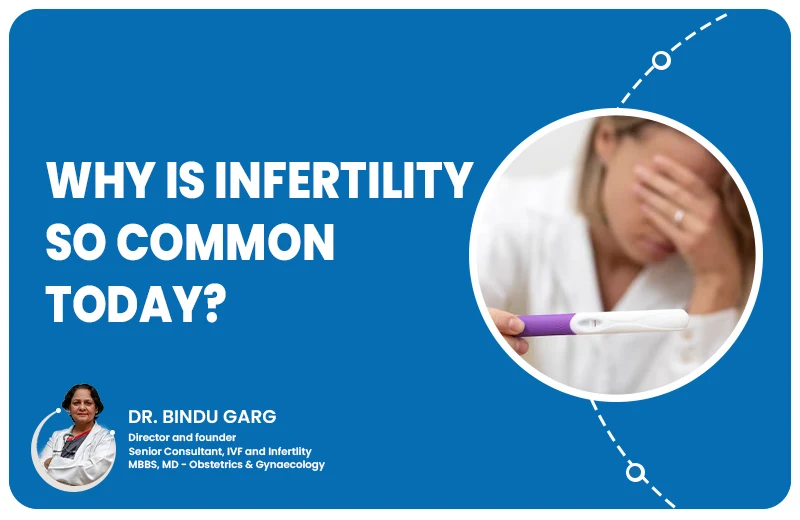 WHY IS INFERTILITY
SO COMMON
TODAY?
DR. BINDU GARG
Director and founder
Senior Consultant, IVF and Infertlity
MBBS, MD - Obstetrics & Gynaecology